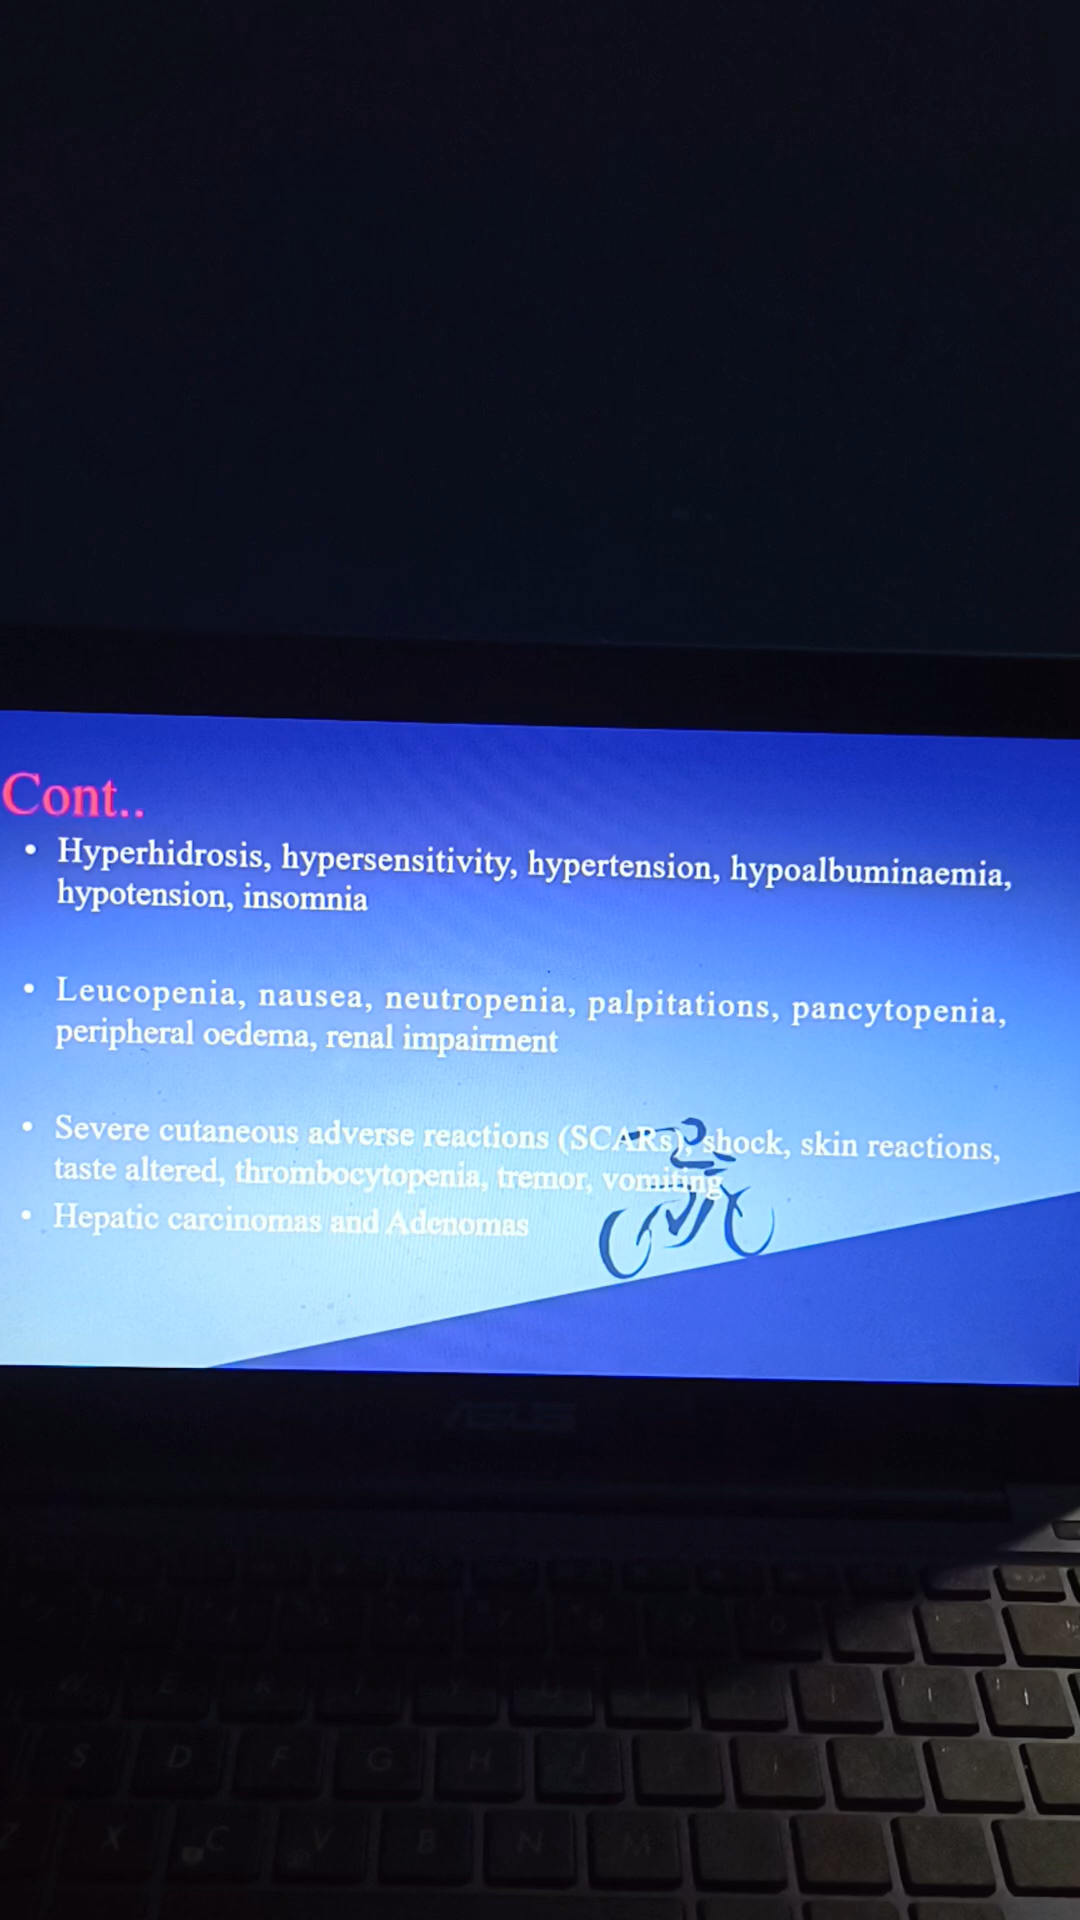 Cont..
• Hyperhidrosis, hypersensitivity, hypertension, hypoalbuminaemia,
hypotension, insomnia
• Leucopenia, nausea, neutropenia, palpitations, pancytopenia,
peripheral oedema, renal impairment
• Severe cutaneous adverse reactions (SCARs), shock, skin reactions,
taste altered, thrombocytopenia, tremor, vomiting
• Hepatic carcinomas and Adenomas
ASUS
S D F G H
X C V B N M